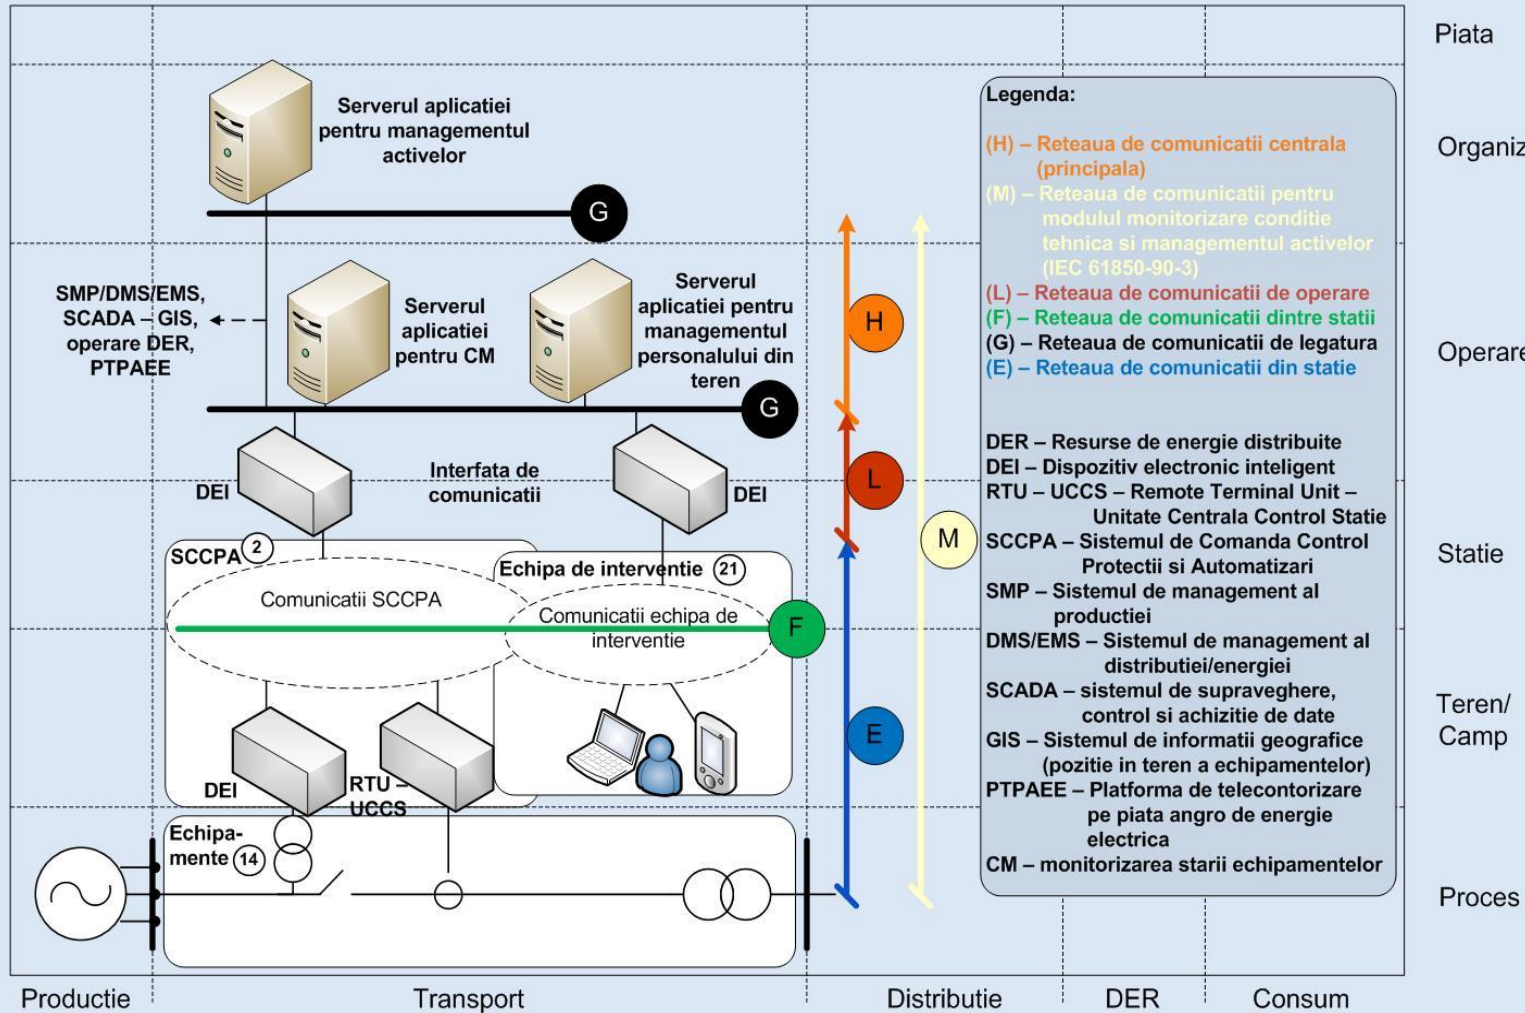 Piata
Serverul aplicatiei
pentru managementul
activelor
G
Organiz
SMP/DMS/EMS,
SCADA – GIS,
operare DER,
PTPAEE
Serverul
aplicatiei
pentru CM
Serverul
aplicatiei pentru
managementul
personalului din
teren
G
H
Operare
DEI
Interfata de
comunicatii
DEI
L
M
SCCPA 2
Comunicatii SCCPA
Echipa de interventie 21
Comunicatii echipa de
interventie
F
Statie
DEI
RTU –
UCCS
E
Teren/
Camp
Echipa-
mente 14
Proces
Legenda:
(H) – Reteaua de comunicatii centrala
(principala)
(M) – Reteaua de comunicatii pentru
modulul monitorizare conditie
tehnica si managementul activelor
(IEC 61850-90-3)
(L) – Reteaua de comunicatii de operare
(F) – Reteaua de comunicatii dintre statii
(G) – Reteaua de comunicatii de legatura
(E) – Reteaua de comunicatii din statie
DER – Resurse de energie distribuite
DEI – Dispozitiv electronic inteligent
RTU – UCCS – Remote Terminal Unit –
Unitate Centrala Control Statie
SCCPA – Sistemul de Comanda Control
Protectii si Automatizari
SMP – Sistemul de management al
productiei
DMS/EMS – Sistemul de management al
distributiei/energiei
SCADA – sistemul de supraveghere,
control si achizitie de date
GIS – Sistemul de informatii geografice
(pozitie in teren a echipamentelor)
PTPAEE – Platforma de telecontorizare
pe piata angro de energie
electrica
CM – monitorizarea starii echipamentelor
Productie
Transport
Distributie
DER
Consum